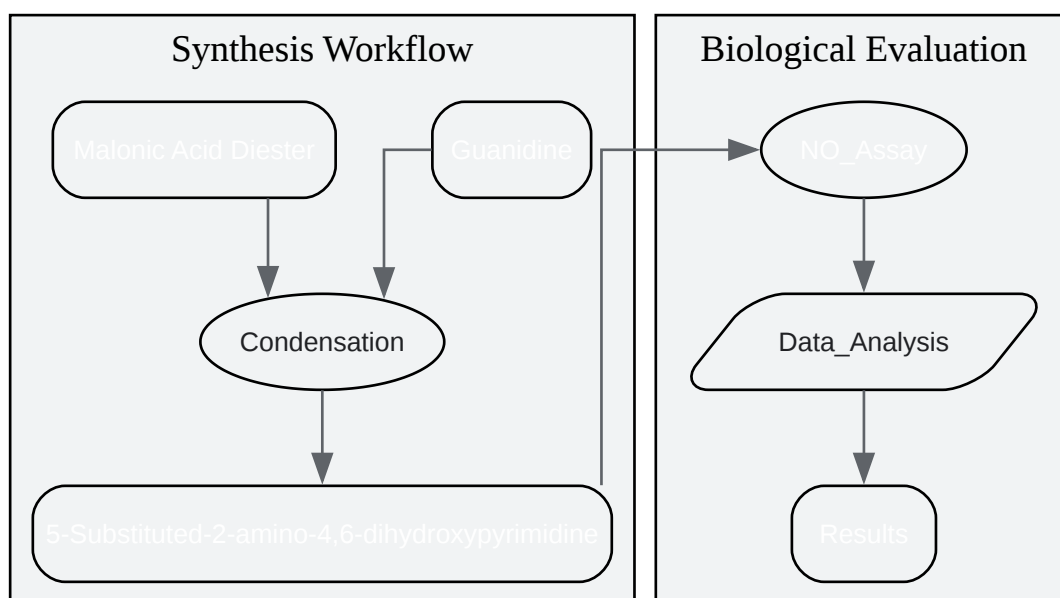 Synthesis Workflow
Malonic Acid Diester
Guanidine
Condensation
5-Substituted-2-amino-4,6-dihydroxypyrimidine
Biological Evaluation
NO_Assay
Data_Analysis
Results